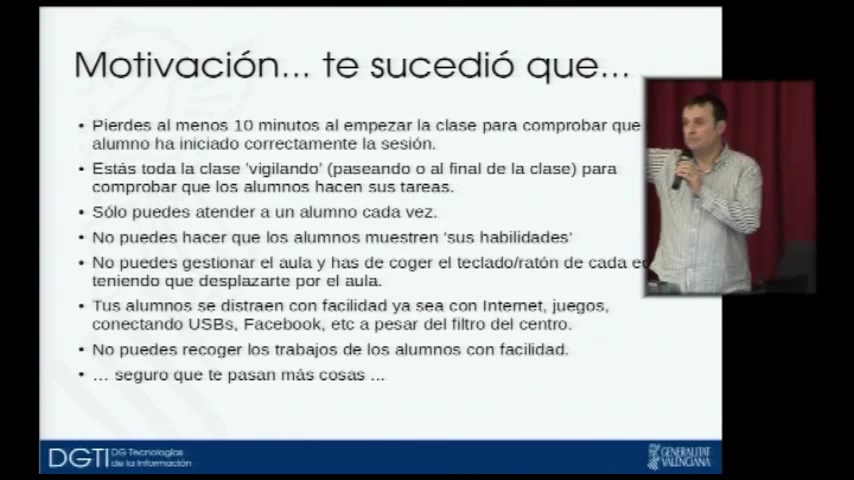 Motivación... te sucedió que...
• Pierdes al menos 10 minutos al empezar la clase para comprobar que
alumno ha iniciado correctamente la sesión.
• Estás toda la clase 'vigilando' (paseando o al final de la clase) para
comprobar que los alumnos hacen sus tareas.
• Sólo puedes atender a un alumno cada vez.
• No puedes hacer que los alumnos muestren 'sus habilidades'
• No puedes gestionar el aula y has de coger el teclado/ratón de cada
teniendo que desplazarte por el aula.
• Tus alumnos se distraen con facilidad ya sea con Internet, juegos,
conectando USBs, Facebook, etc a pesar del filtro del centro.
• No puedes recoger los trabajos de los alumnos con facilidad.
• ... seguro que te pasan más cosas ...
DGTI DG Tecnologías
de la Información
GENERALITAT
VALENCIANA